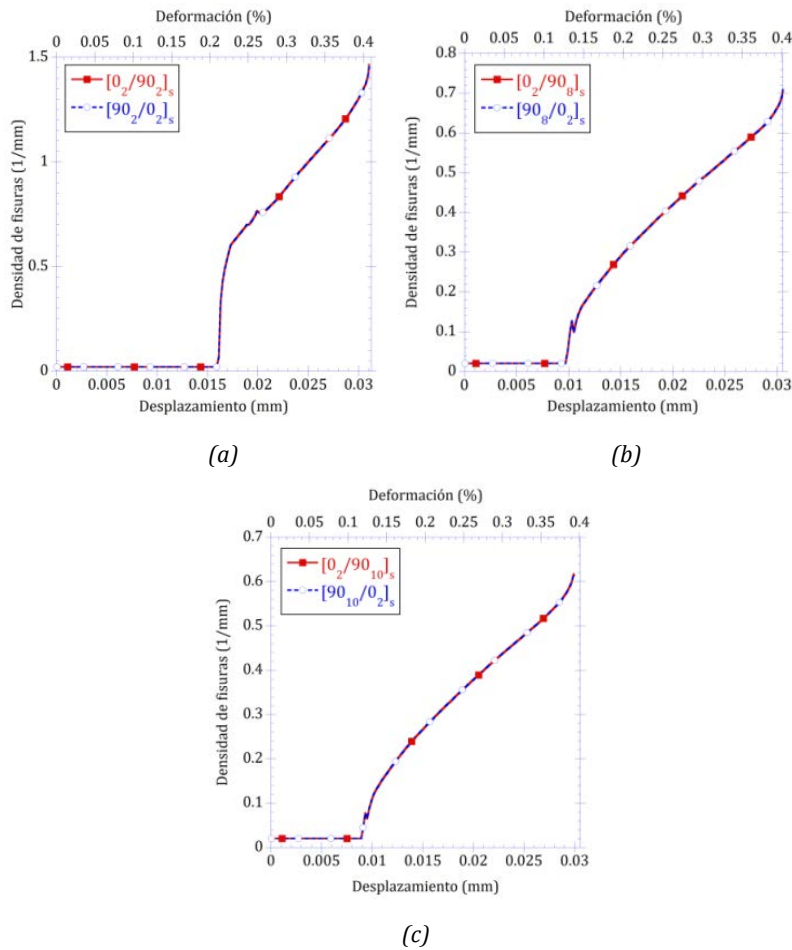 Deformación (%)
0 0.05 0.1 0.15 0.2 0.25 0.3 0.35 0.4
1.5
1
0.5
0
Densidad de fisuras (1/mm)
[0₂/90₂]ₛ
[90₂/0₂]ₛ
0 0.005 0.01 0.015 0.02 0.025 0.03
Desplazamiento (mm)
(a)
Deformación (%)
0 0.05 0.1 0.15 0.2 0.25 0.3 0.35 0.4
0.8
0.7
0.6
0.5
0.4
0.3
0.2
0.1
0
Densidad de fisuras (1/mm)
[0₂/90₈]ₛ
[90₈/0₂]ₛ
0 0.005 0.01 0.015 0.02 0.025 0.03
Desplazamiento (mm)
(b)
Deformación (%)
0 0.05 0.1 0.15 0.2 0.25 0.3 0.35 0.4
0.7
0.6
0.5
0.4
0.3
0.2
0.1
0
Densidad de fisuras (1/mm)
[0₂/90₁₀]ₛ
[90₁₀/0₂]ₛ
0 0.005 0.01 0.015 0.02 0.025 0.03
Desplazamiento (mm)
(c)